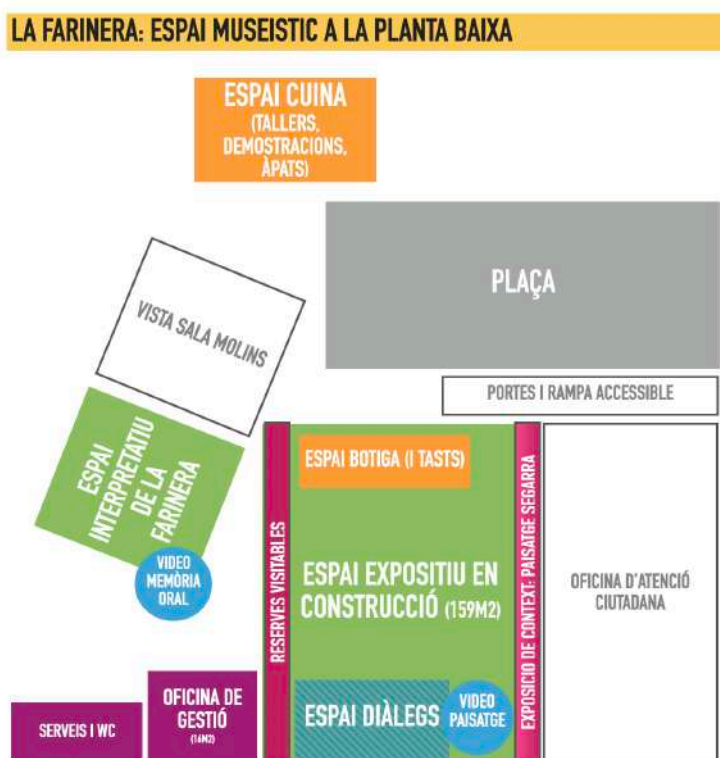 LA FARINERA: ESPAI MUSEISTIC A LA PLANTA BAIXA
ESPAI CUINA
(TALLERS,
DEMOSTRACIONS,
ÀPATS)
PLAÇA
VISTA SALA MOLINS
PORTES I RAMPA ACCESSIBLE
ESPAI
INTERPRETATIU
DE LA
FARINERA
VIDEO
MEMÒRIA
ORAL
RESERVES VISITABLES
ESPAI BOTIGA (I TASTS)
ESPAI EXPOSITIU EN
CONSTRUCCIÓ (159M2)
ESPAI DIÀLEGS
VIDEO
PAISATGE
EXPOSICIO DE CONTEXT: PAISATGE SEGARRA
OFICINA D'ATENCIÓ
CIUTADANA
OFICINA DE
GESTIÓ
(16M2)
SERVEIS I WC